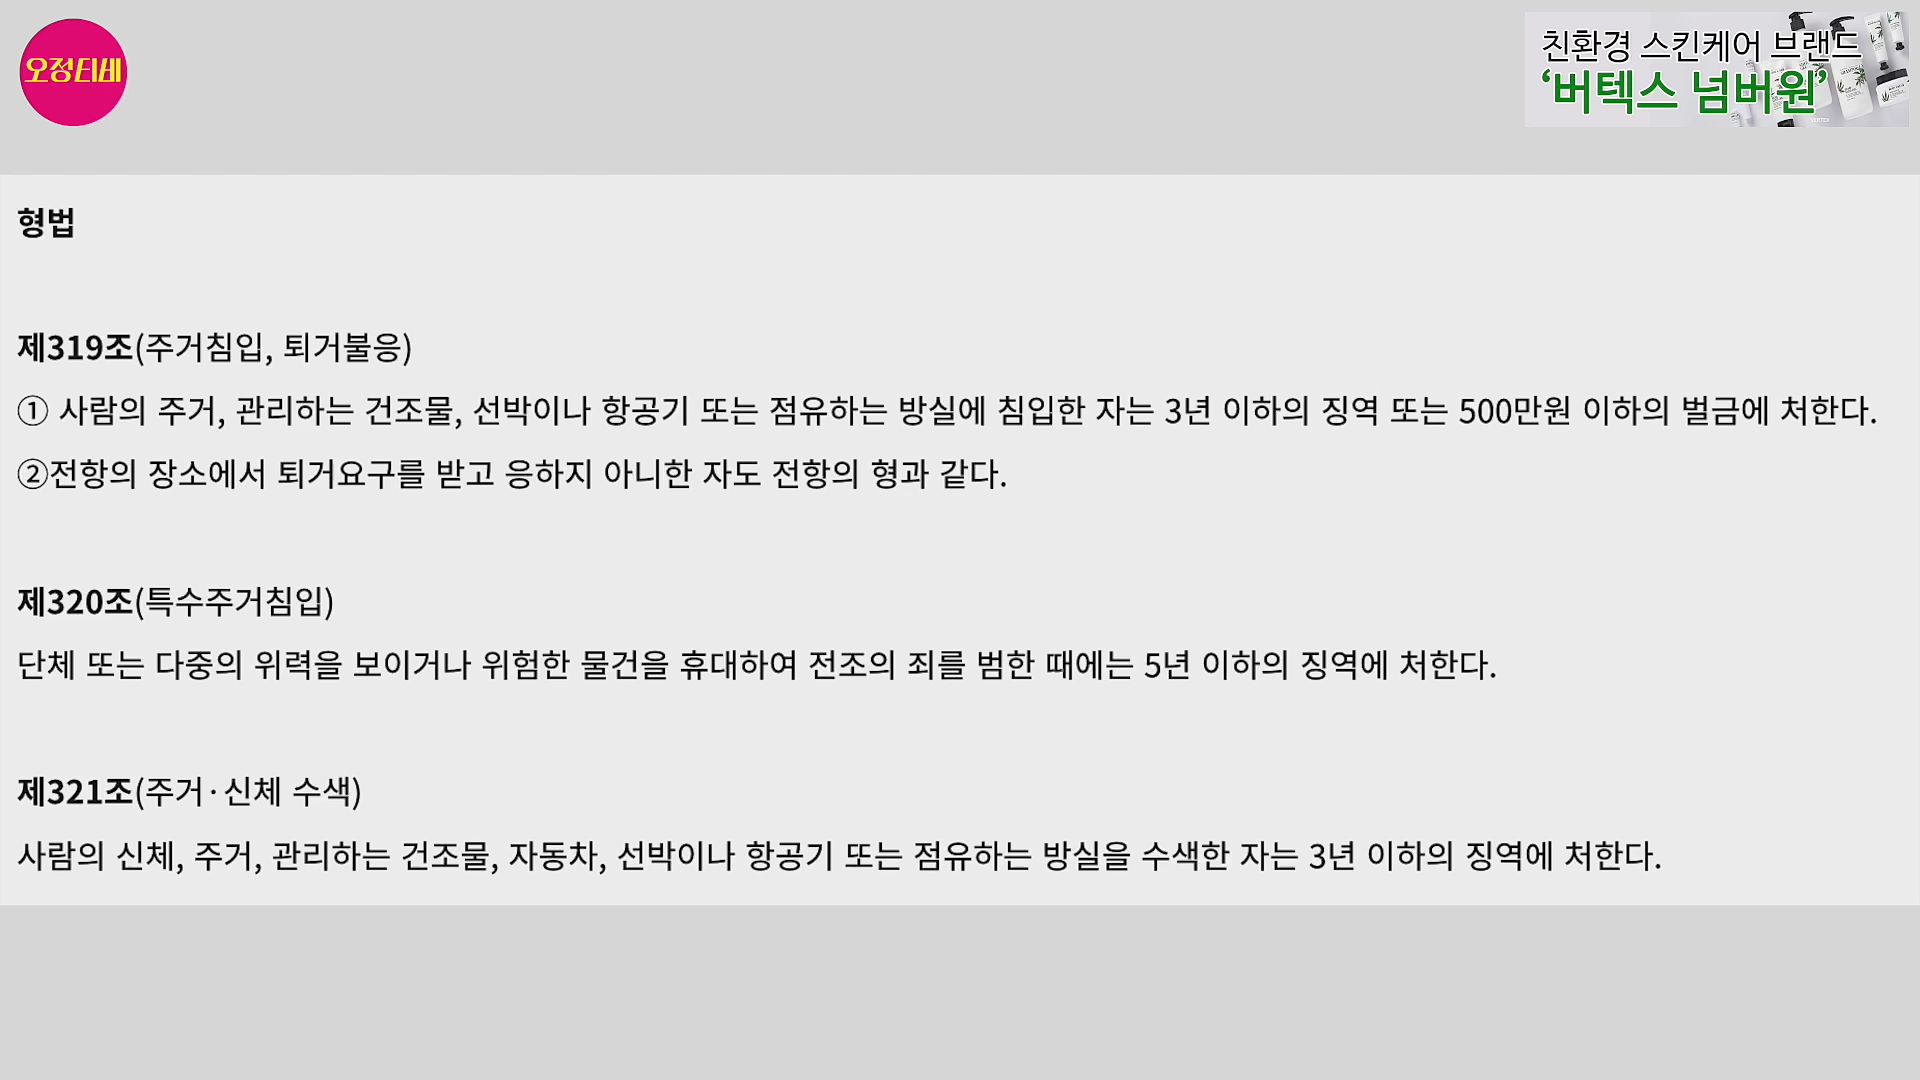 오정티비
친환경 스킨케어 브랜드
‘버텍스 넘버원’
형법
제319조(주거침입, 퇴거불응)
① 사람의 주거, 관리하는 건조물, 선박이나 항공기 또는 점유하는 방실에 침입한 자는 3년 이하의 징역 또는 500만원 이하의 벌금에 처한다.
②전항의 장소에서 퇴거요구를 받고 응하지 아니한 자도 전항의 형과 같다.
제320조(특수주거침입)
단체 또는 다중의 위력을 보이거나 위험한 물건을 휴대하여 전조의 죄를 범한 때에는 5년 이하의 징역에 처한다.
제321조(주거·신체 수색)
사람의 신체, 주거, 관리하는 건조물, 자동차, 선박이나 항공기 또는 점유하는 방실을 수색한 자는 3년 이하의 징역에 처한다.